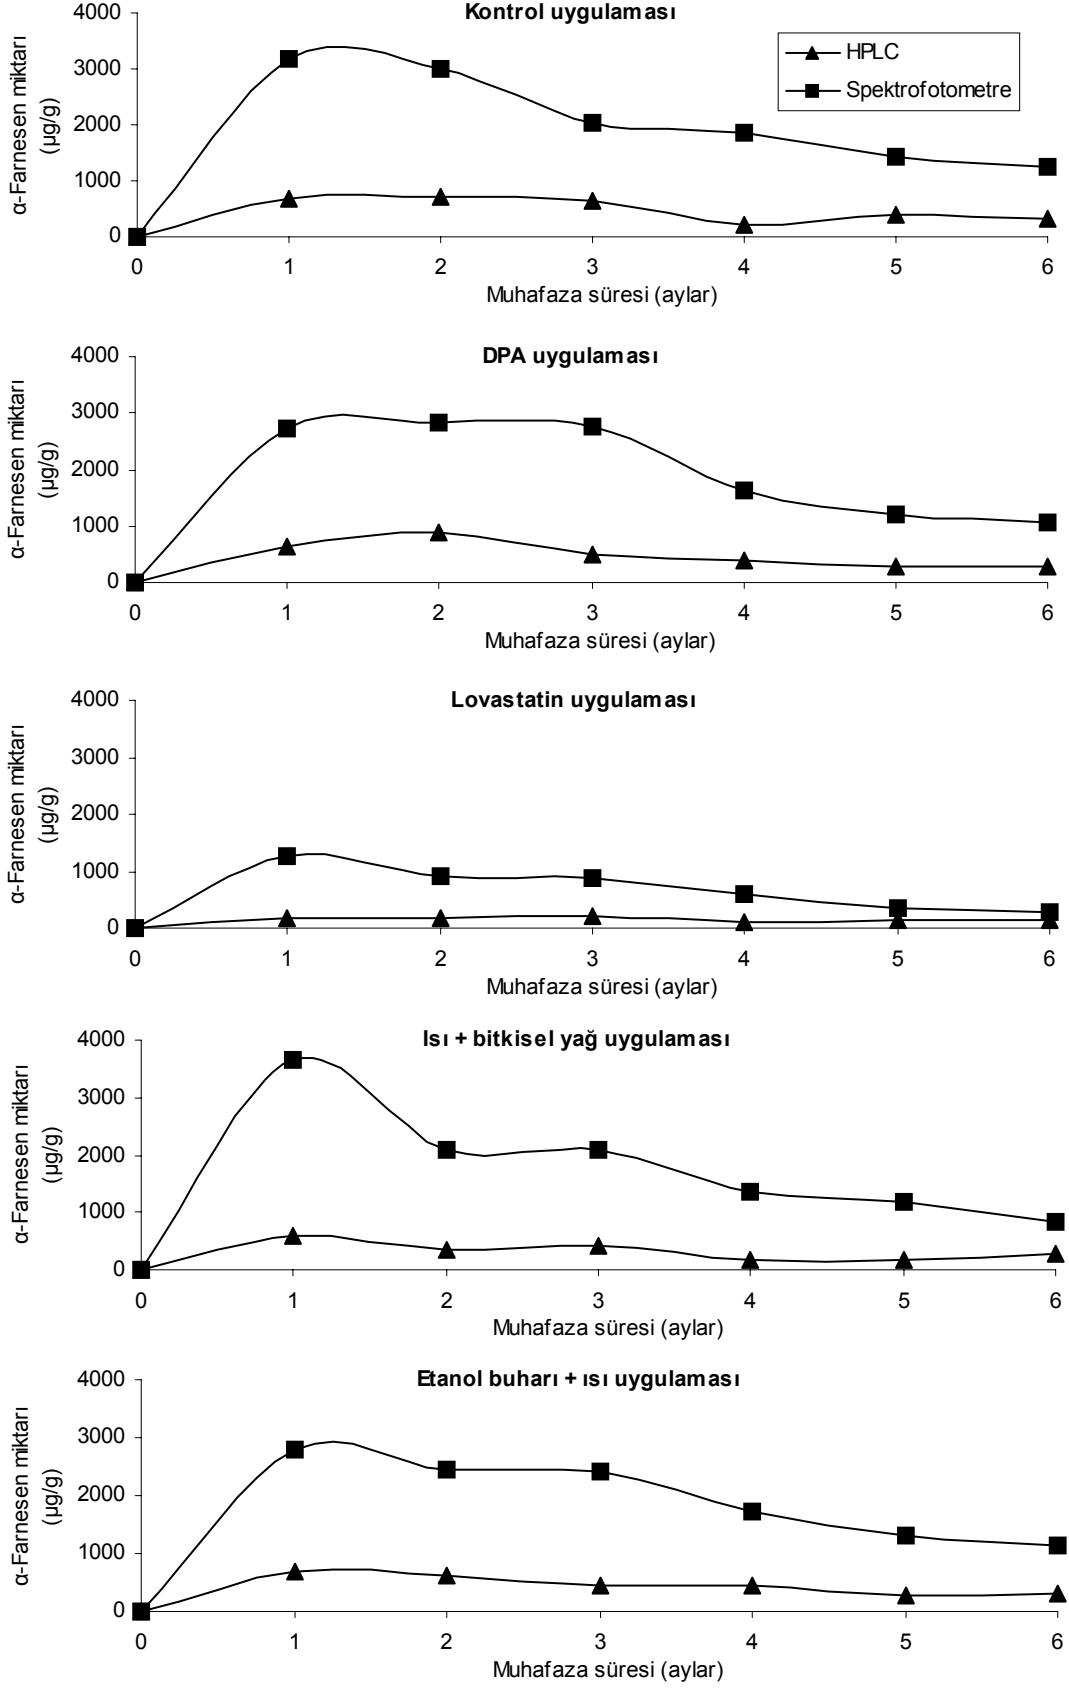 Kontrol uygulaması
4000
3000
2000
1000
0
α-Farnesen miktarı
(µg/g)
HPLC
Spektrofotometre
0 1 2 3 4 5 6
Muhafaza süresi (aylar)
DPA uygulaması
4000
3000
2000
1000
0
α-Farnesen miktarı
(µg/g)
0 1 2 3 4 5 6
Muhafaza süresi (aylar)
Lovastatin uygulaması
4000
3000
2000
1000
0
α-Farnesen miktarı
(µg/g)
0 1 2 3 4 5 6
Muhafaza süresi (aylar)
Isı + bitkisel yağ uygulaması
4000
3000
2000
1000
0
α-Farnesen miktarı
(µg/g)
0 1 2 3 4 5 6
Muhafaza süresi (aylar)
Etanol buharı + ısı uygulaması
4000
3000
2000
1000
0
α-Farnesen miktarı
(µg/g)
0 1 2 3 4 5 6
Muhafaza süresi (aylar)